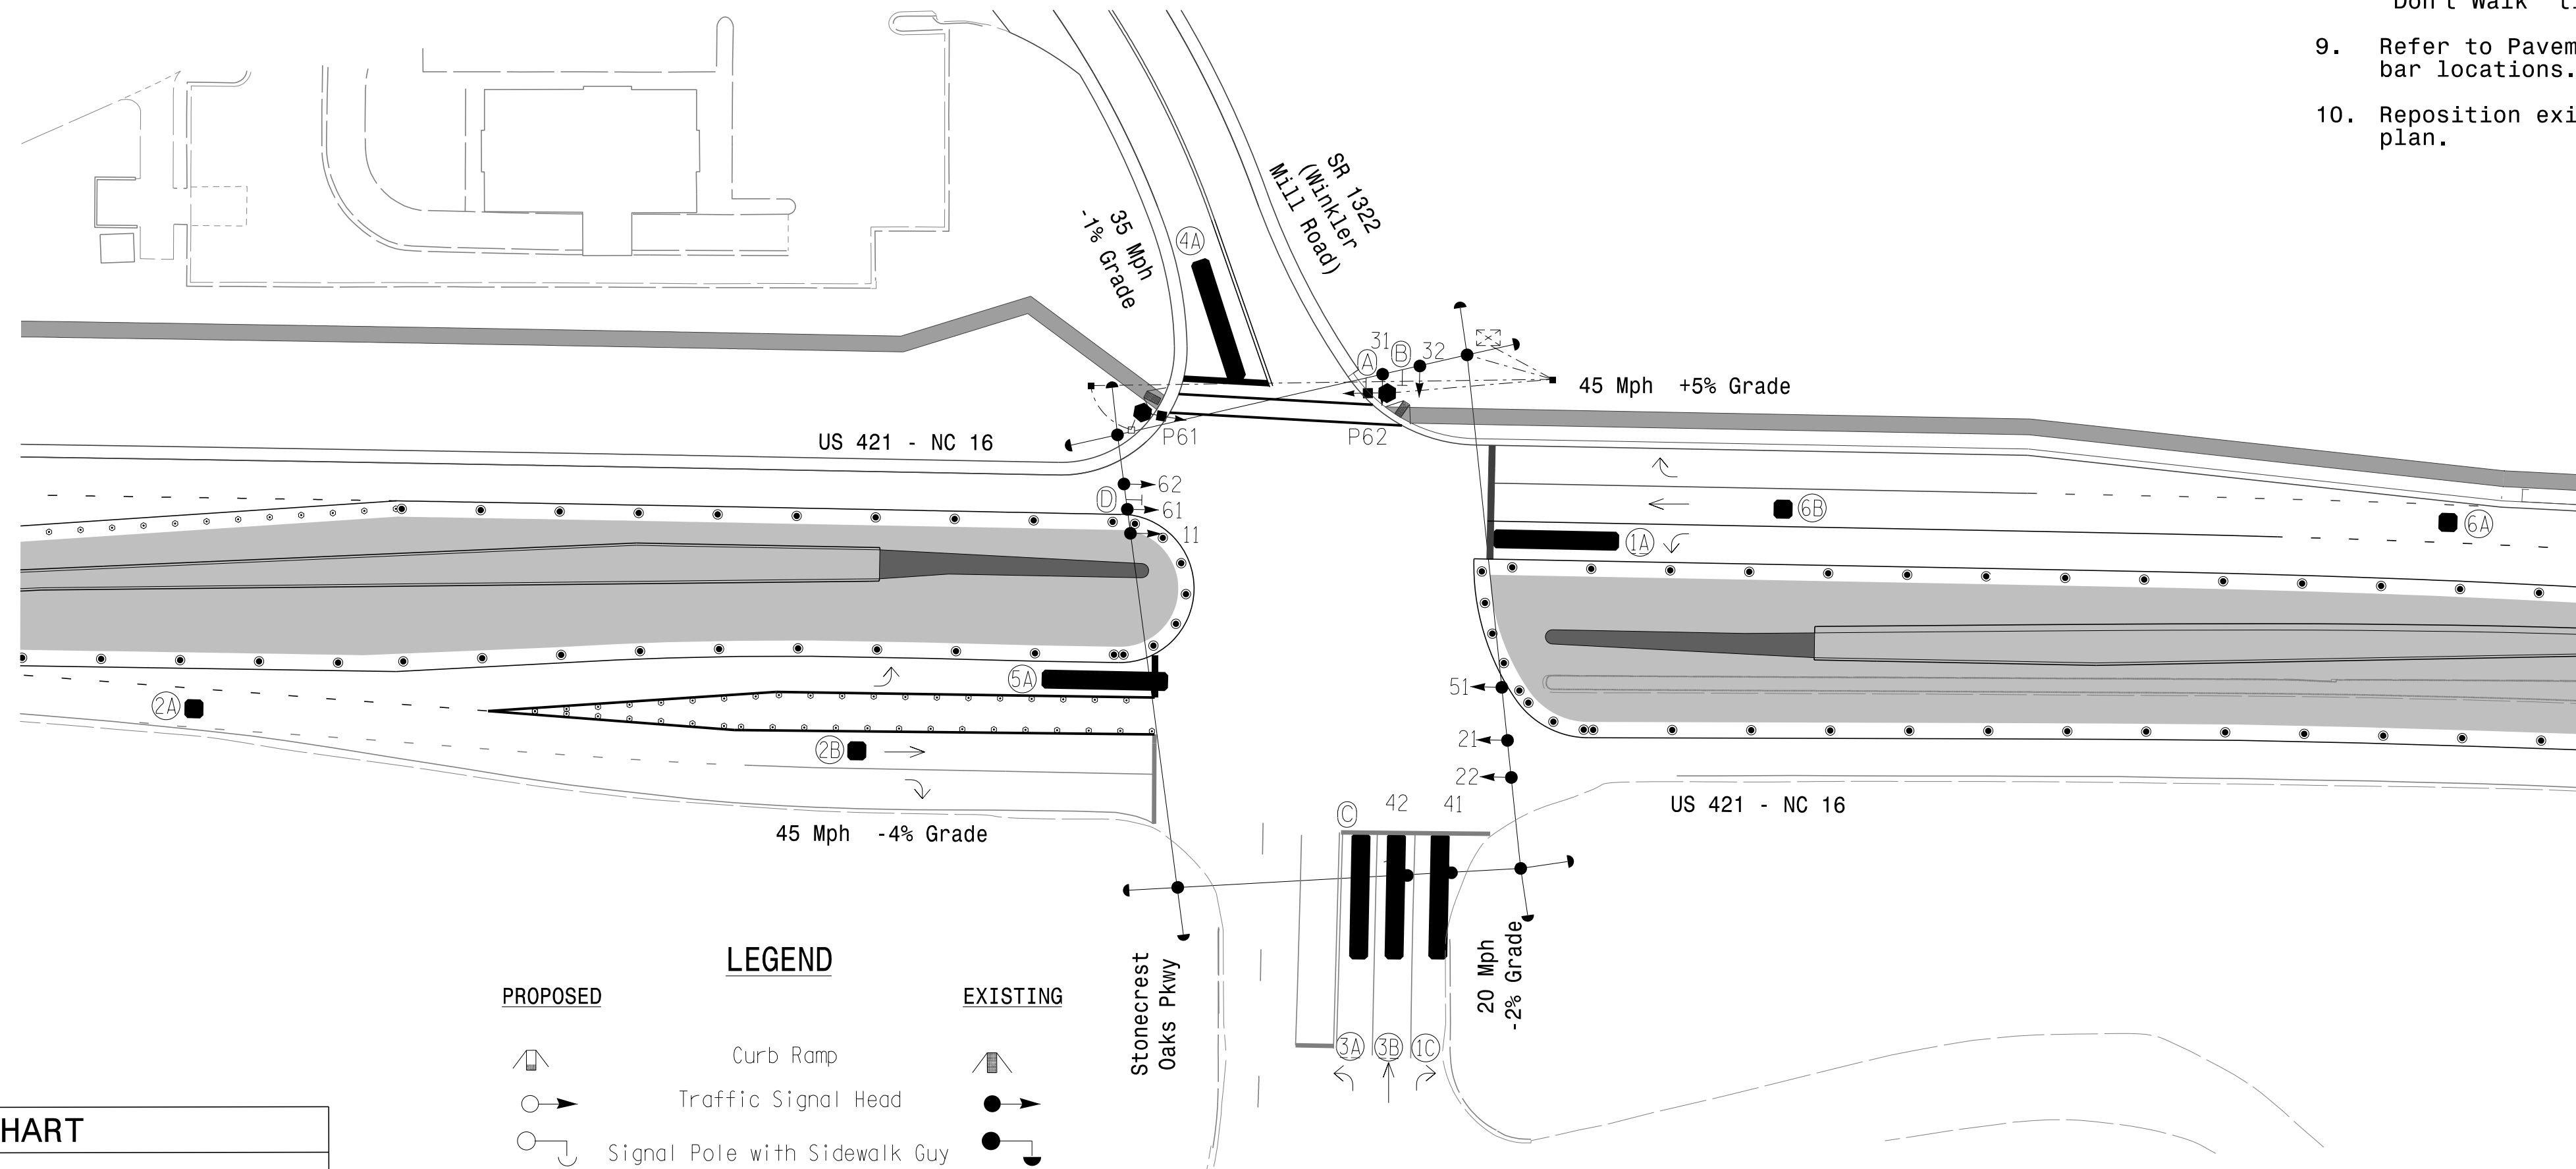 Don't Walk
9. Refer to Pavem
bar locations.
10. Reposition exi
plan.
SR 1322
(Winkler
Mill Road)
35 Mph
-1% Grade
4A
A
31
B
32
45 Mph +5% Grade
US 421 - NC 16
P61
P62
D
62
61
11
6B
6A
1A
5A
2A
2B
51
21
22
45 Mph -4% Grade
US 421 - NC 16
C
42
41
20 Mph
-2% Grade
Stonecrest
Oaks Pkwy
3A
3B
1C
LEGEND
PROPOSED
EXISTING
Curb Ramp
Traffic Signal Head
Signal Pole with Sidewalk Guy
HART